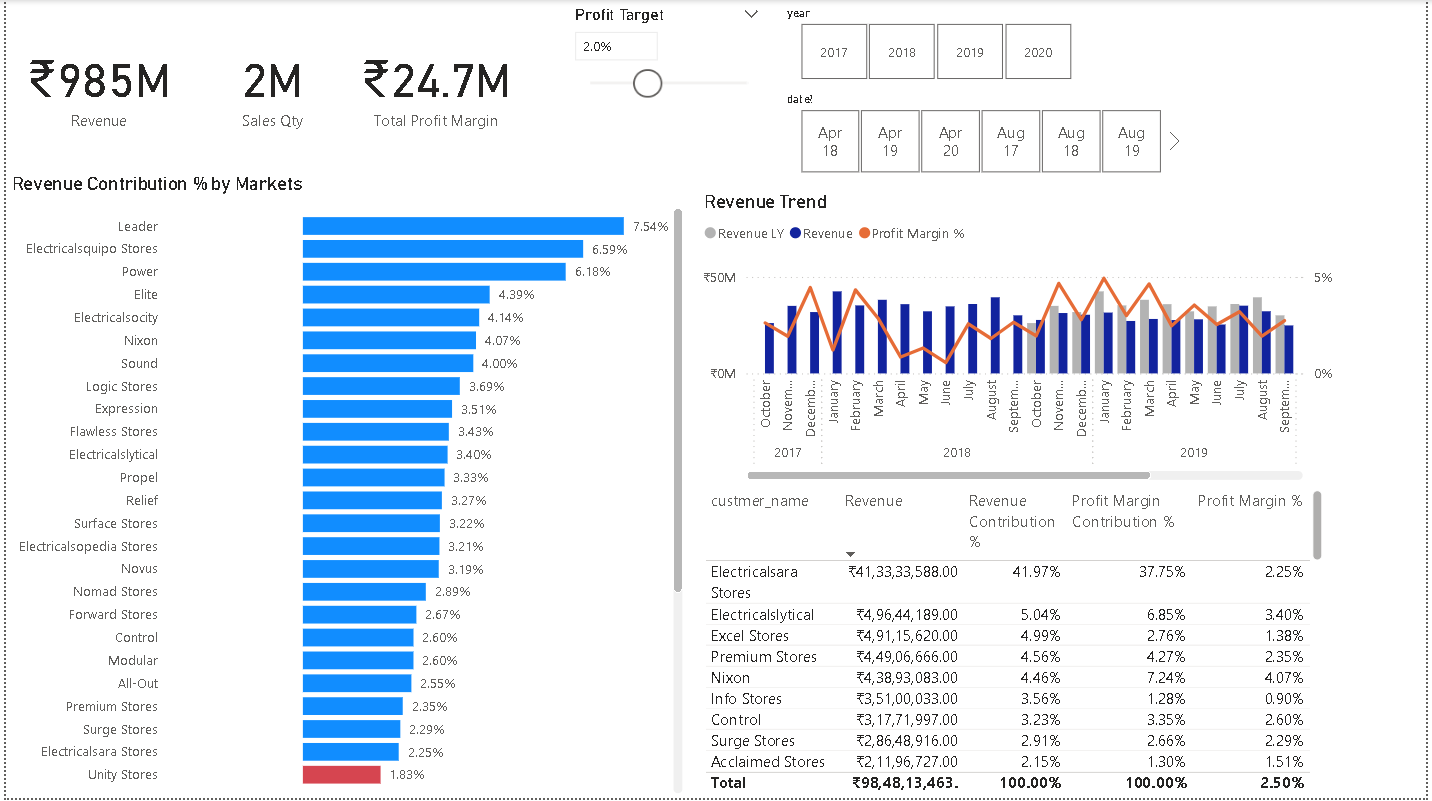 Profit Target
2.0%
year
2017 2018 2019 2020
date!
Apr 18 Apr 19 Apr 20 Aug 17 Aug 18 Aug 19
₹985M
Revenue
2M
Sales Qty
₹24.7M
Total Profit Margin
Revenue Contribution % by Markets
Leader 7.54%
Electricalsquipo Stores 6.59%
Power 6.18%
Elite 4.39%
Electricalsocity 4.14%
Nixon 4.07%
Sound 4.00%
Logic Stores 3.69%
Expression 3.51%
Flawless Stores 3.43%
Electricalslytical 3.40%
Propel 3.33%
Relief 3.27%
Surface Stores 3.22%
Electricalsopedia Stores 3.21%
Novus 3.19%
Nomad Stores 2.89%
Forward Stores 2.67%
Control 2.60%
Modular 2.60%
All-Out 2.55%
Premium Stores 2.35%
Surge Stores 2.29%
Electricalsara Stores 2.25%
Unity Stores 1.83%
Revenue Trend
Revenue LY Revenue Profit Margin %
₹50M 5%
₹0M 0%
October Novem... Decemb... January February March April May June July August Septem... October Novem... Decemb... January February March April May June July August Septem...
2017 2018 2019
custmer_name Revenue Revenue Contribution % Profit Margin Contribution % Profit Margin %
Electricalsara Stores ₹41,33,33,588.00 41.97% 37.75% 2.25%
Electricalslytical ₹4,96,44,189.00 5.04% 6.85% 3.40%
Excel Stores ₹4,91,15,620.00 4.99% 2.76% 1.38%
Premium Stores ₹4,49,06,666.00 4.56% 4.27% 2.35%
Nixon ₹4,38,93,083.00 4.46% 7.24% 4.07%
Info Stores ₹3,51,00,033.00 3.56% 1.28% 0.90%
Control ₹3,17,71,997.00 3.23% 3.35% 2.60%
Surge Stores ₹2,86,48,916.00 2.91% 2.66% 2.29%
Acclaimed Stores ₹2,11,96,727.00 2.15% 1.30% 1.51%
Total ₹98,48,13,463. 100.00% 100.00% 2.50%